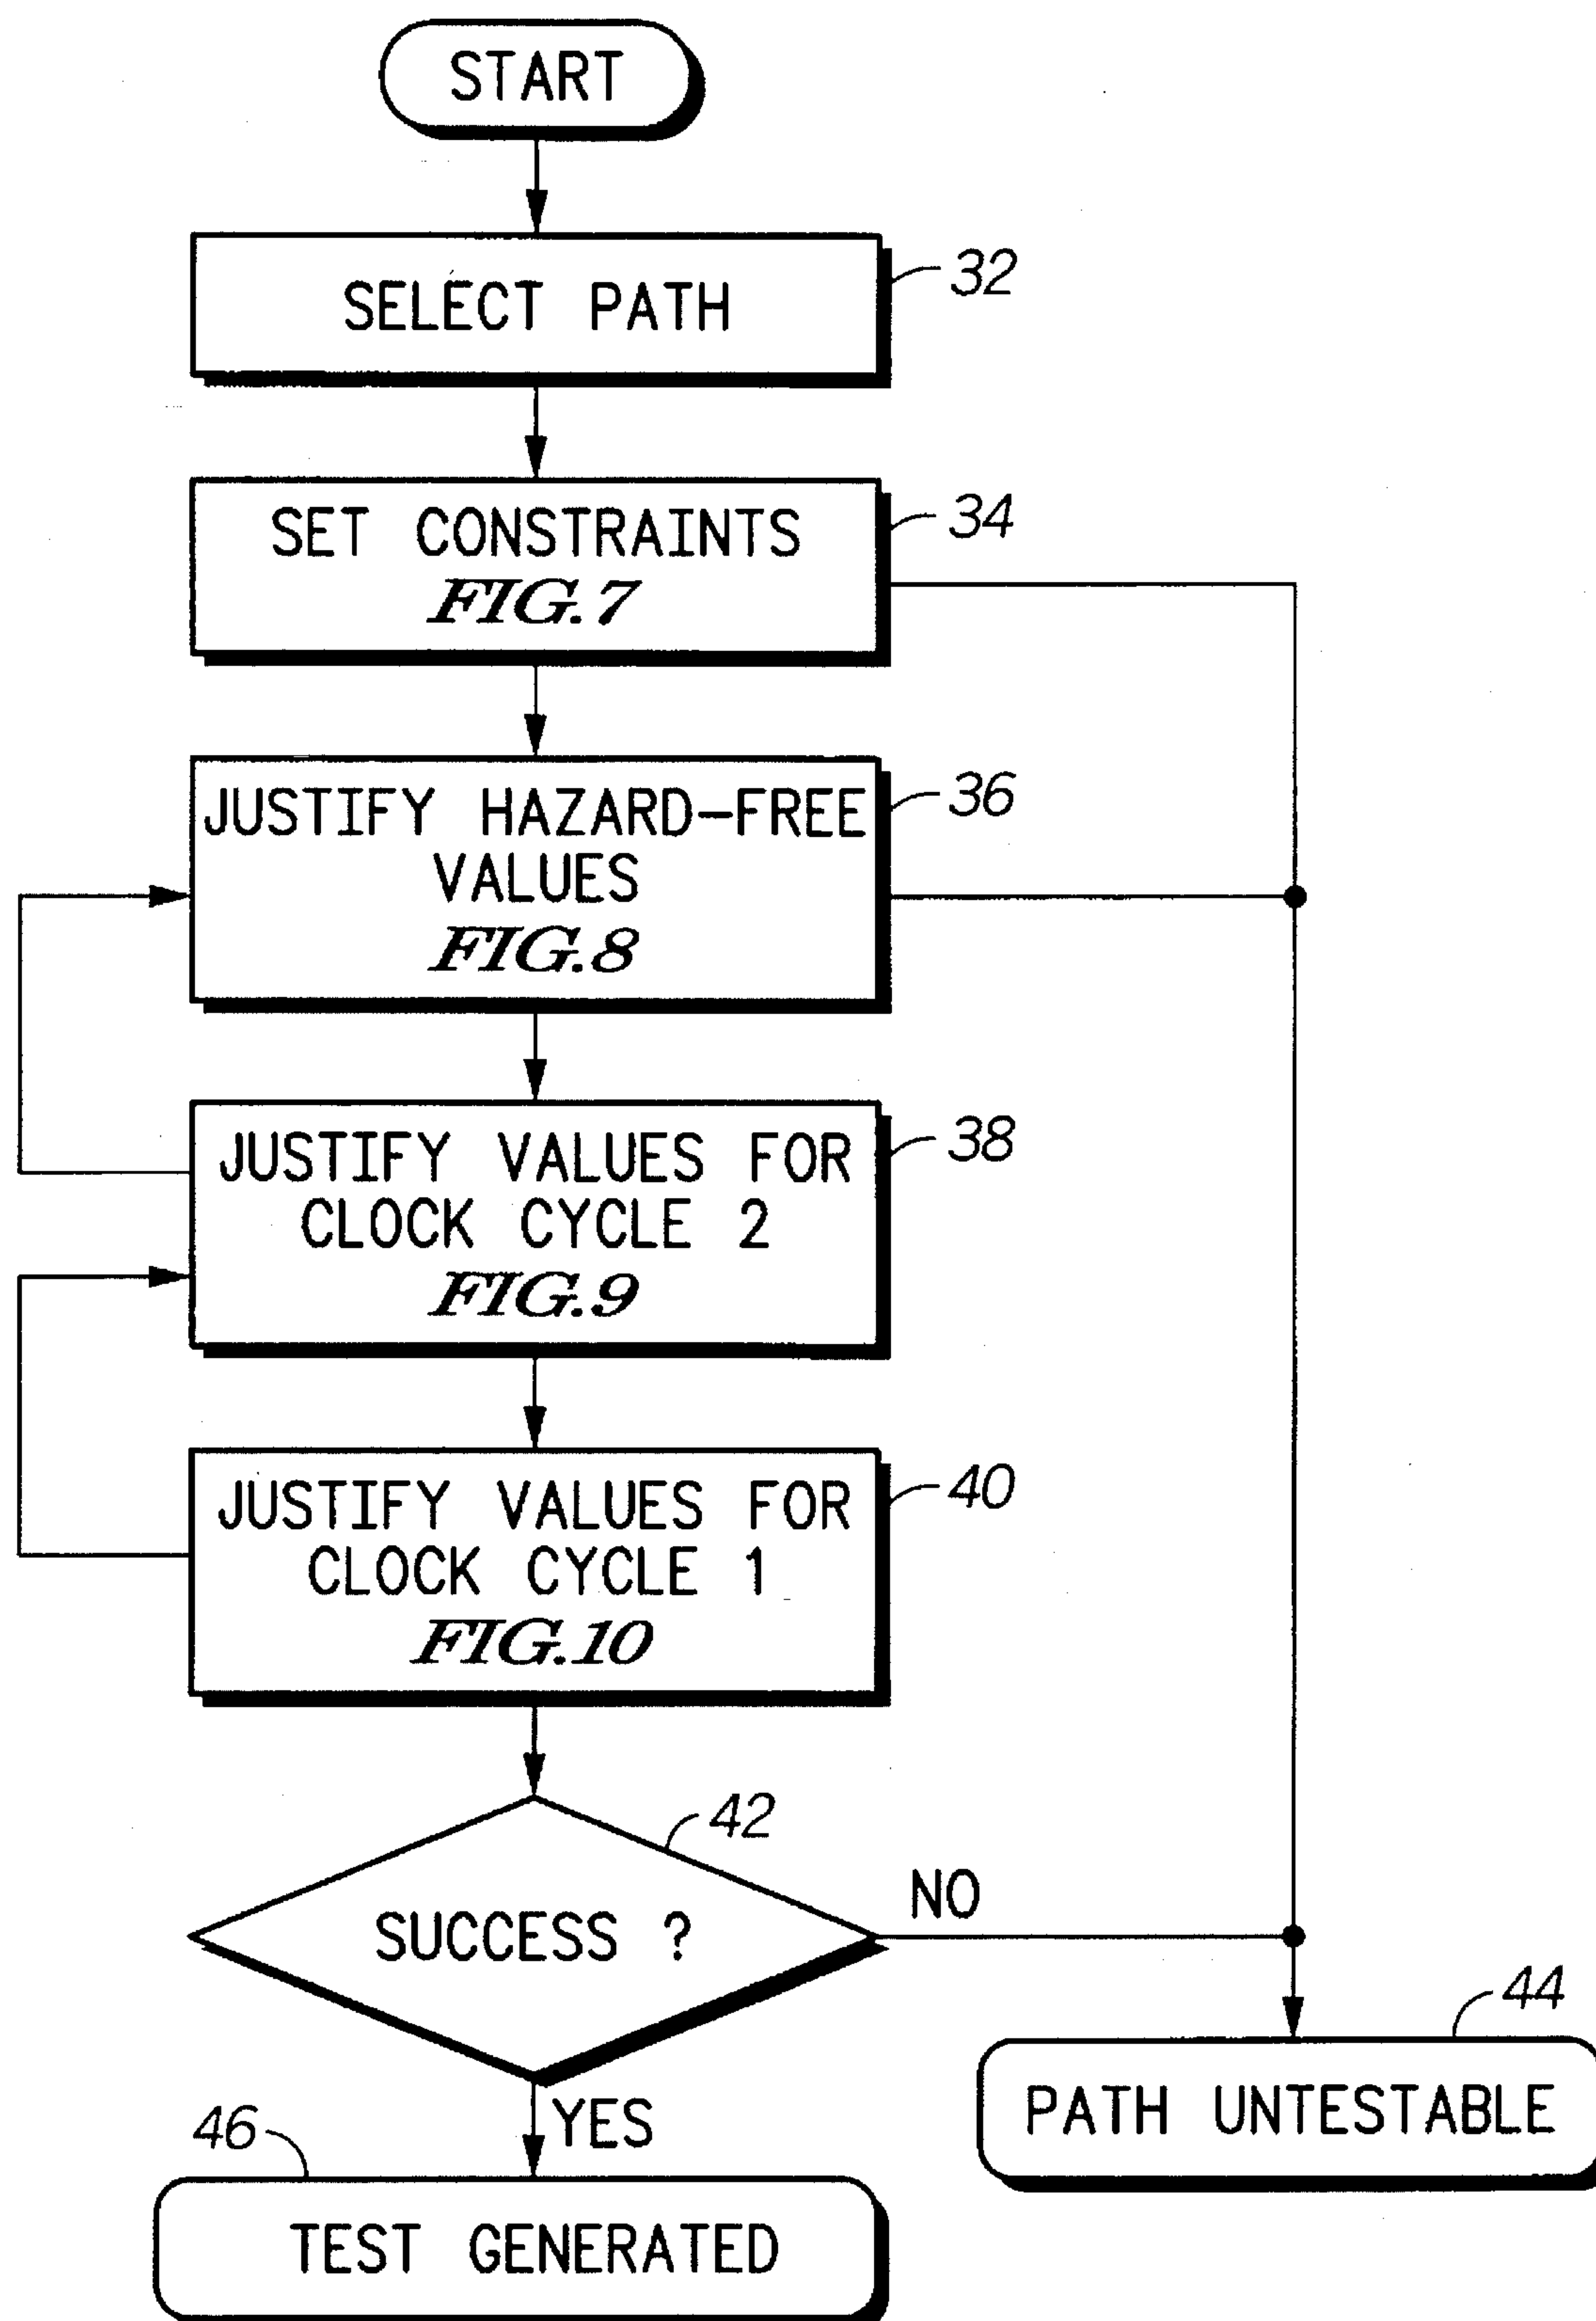 START
SELECT PATH
32
SET CONSTRAINTS
FIG.7
34
JUSTIFY HAZARD-FREE
VALUES
FIG.8
36
JUSTIFY VALUES FOR
CLOCK CYCLE 2
FIG.9
38
JUSTIFY VALUES FOR
CLOCK CYCLE 1
FIG.10
40
42
SUCCESS ?
NO
YES
44
PATH UNTESTABLE
46
TEST GENERATED